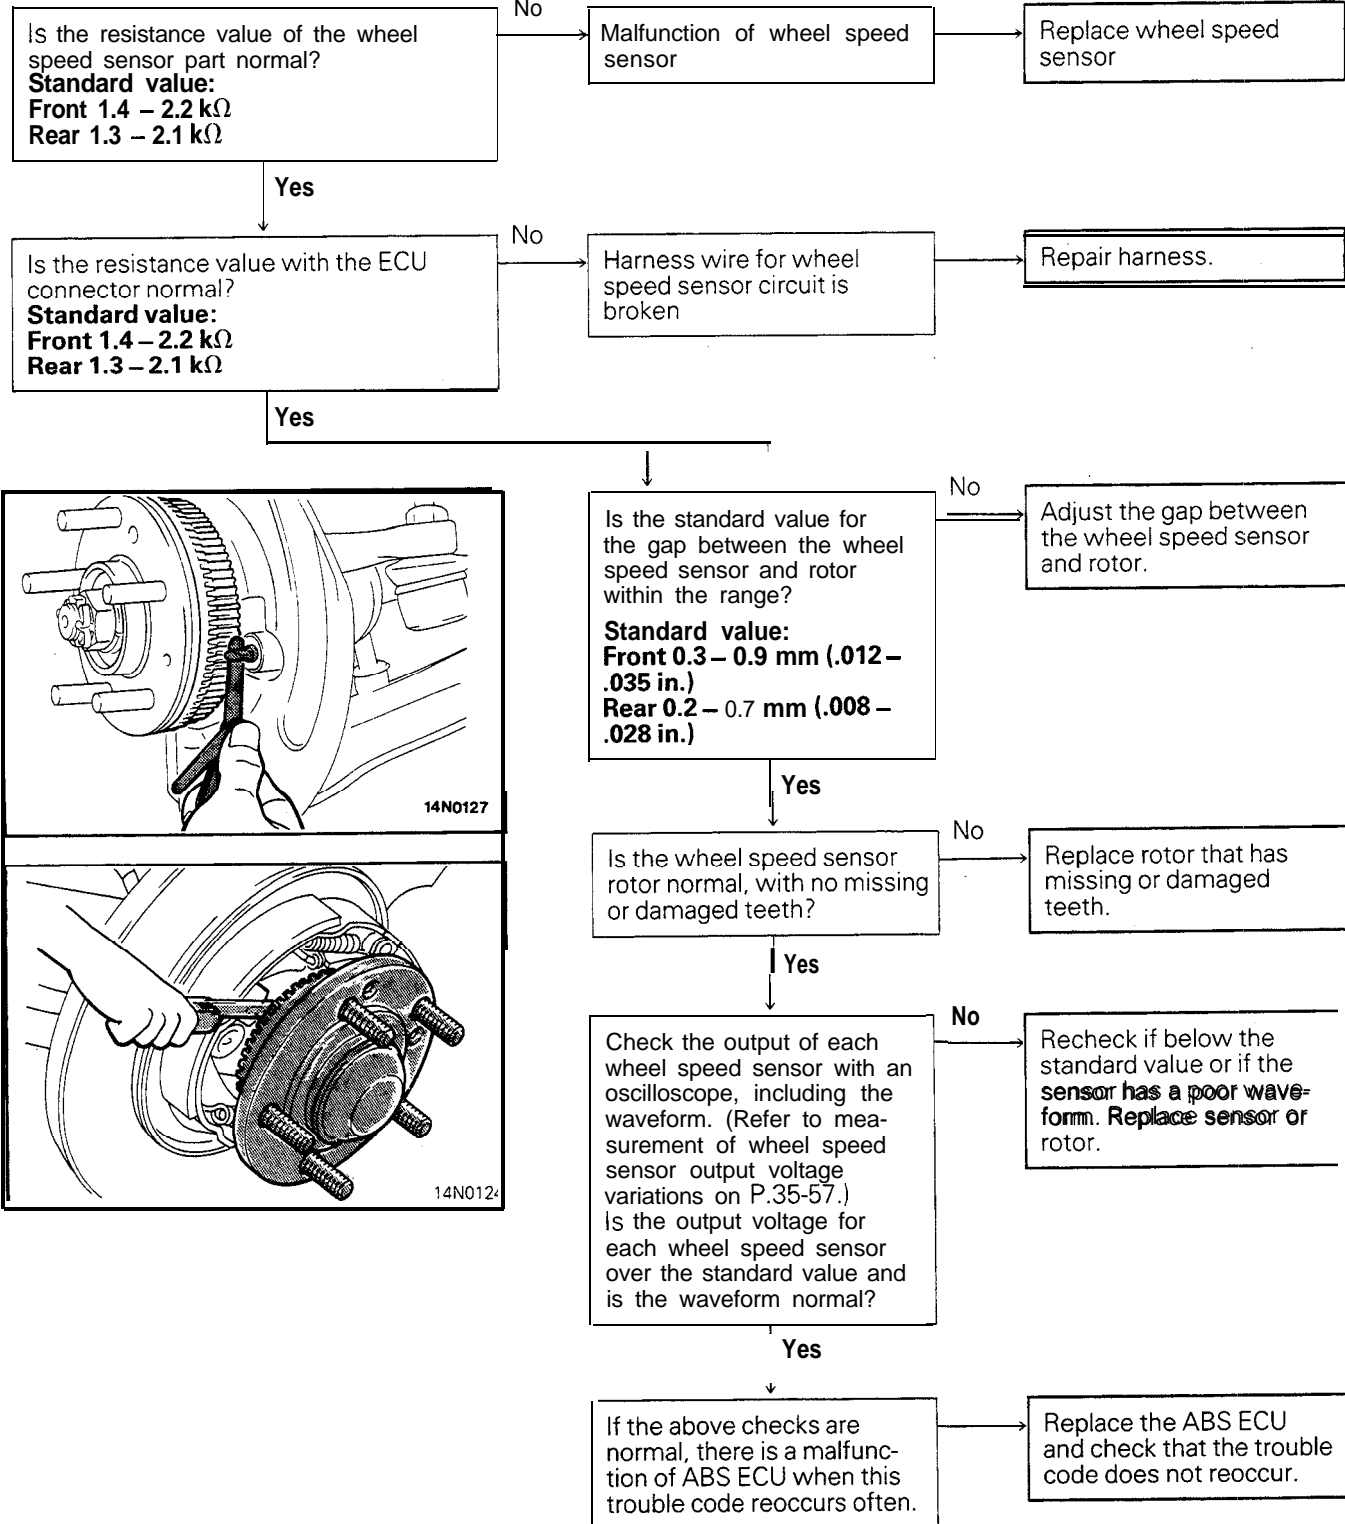 Is the resistance value of the wheel
speed sensor part normal?
Standard value:
Front 1.4 – 2.2 kΩ
Rear 1.3 – 2.1 kΩ
No
Malfunction of wheel speed
sensor
Replace wheel speed
sensor
Yes
Is the resistance value with the ECU
connector normal?
Standard value:
Front 1.4 – 2.2 kΩ
Rear 1.3 – 2.1 kΩ
No
Harness wire for wheel
speed sensor circuit is
broken
Repair harness.
Yes
14N0127
14N0124
Is the standard value for
the gap between the wheel
speed sensor and rotor
within the range?
Standard value:
Front 0.3 – 0.9 mm (.012 –
.035 in.)
Rear 0.2 – 0.7 mm (.008 –
.028 in.)
No
Adjust the gap between
the wheel speed sensor
and rotor.
Yes
Is the wheel speed sensor
rotor normal, with no missing
or damaged teeth?
No
Replace rotor that has
missing or damaged
teeth.
Yes
Check the output of each
wheel speed sensor with an
oscilloscope, including the
waveform. (Refer to mea-
surement of wheel speed
sensor output voltage
variations on P.35-57.)
Is the output voltage for
each wheel speed sensor
over the standard value and
is the waveform normal?
No
Recheck if below the
standard value or if the
sensor has a poor wave-
form. Replace sensor or
rotor.
Yes
If the above checks are
normal, there is a malfunc-
tion of ABS ECU when this
trouble code reoccurs often.
Replace the ABS ECU
and check that the trouble
code does not reoccur.